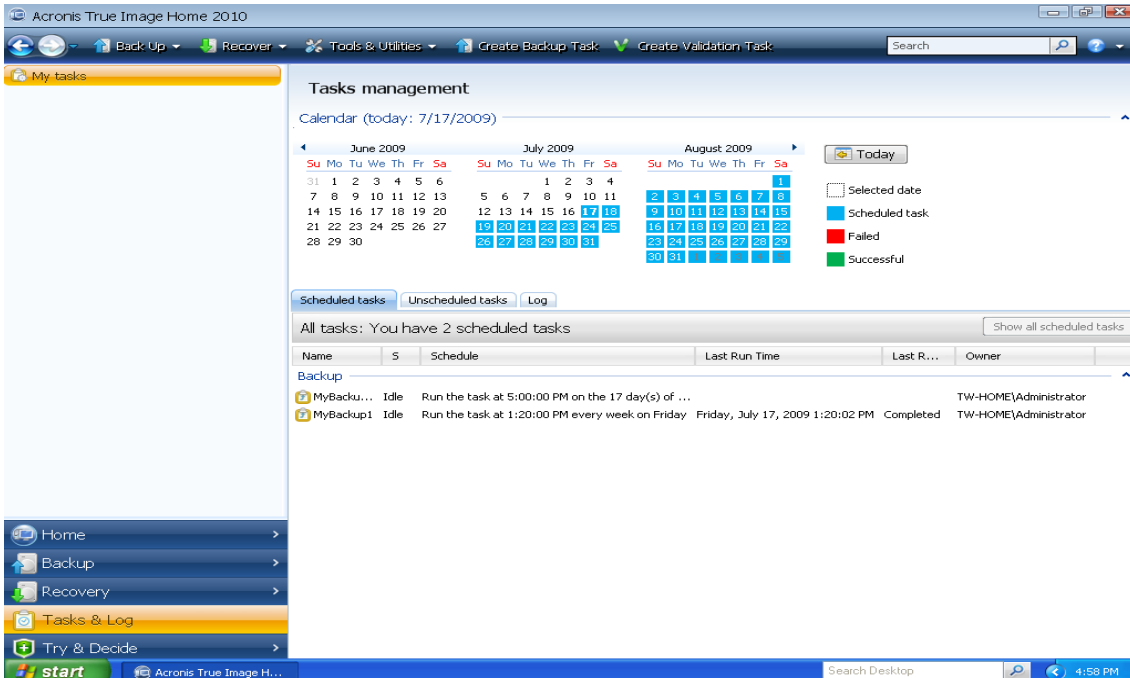 Acronis True Image Home 2010
Back Up Recover Tools & Utilities Create Backup Task Create Validation Task Search
My tasks
Tasks management
Calendar (today: 7/17/2009)
June 2009
Su Mo Tu We Th Fr Sa
31 1 2 3 4 5 6
7 8 9 10 11 12 13
14 15 16 17 18 19 20
21 22 23 24 25 26 27
28 29 30
July 2009
Su Mo Tu We Th Fr Sa
1 2 3 4
5 6 7 8 9 10 11
12 13 14 15 16 17 18
19 20 21 22 23 24 25
26 27 28 29 30 31
August 2009
Su Mo Tu We Th Fr Sa
1
2 3 4 5 6 7 8
9 10 11 12 13 14 15
16 17 18 19 20 21 22
23 24 25 26 27 28 29
30 31
Today
Selected date
Scheduled task
Failed
Successful
Scheduled tasks Unscheduled tasks Log
All tasks: You have 2 scheduled tasks Show all scheduled tasks
Name S Schedule Last Run Time Last R... Owner
Backup
MyBacku... Idle Run the task at 5:00:00 PM on the 17 day(s) of ... TW-HOME\Administrator
MyBackup1 Idle Run the task at 1:20:00 PM every week on Friday Friday, July 17, 2009 1:20:02 PM Completed TW-HOME\Administrator
Home
Backup
Recovery
Tasks & Log
Try & Decide
start Acronis True Image H... Search Desktop 4:58 PM